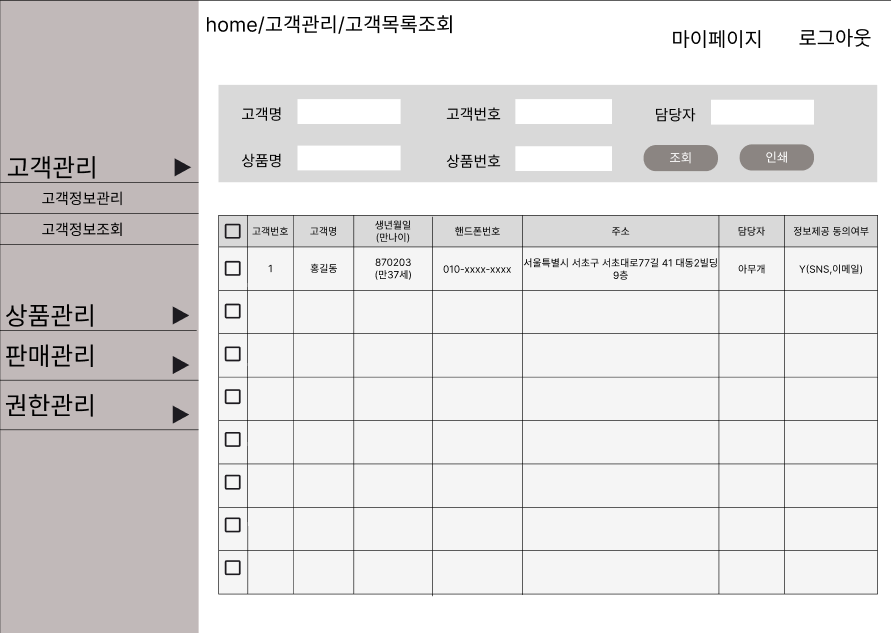 home/고객관리/고객목록조회
마이페이지 로그아웃
고객명 고객번호 담당자
상품명 상품번호 조회 인쇄
고객관리 ▶
고객정보관리
고객정보조회
상품관리 ▶
판매관리 ▶
권한관리 ▶
고객번호 고객명 생년월일 핸드폰번호 주소 담당자 정보제공 동의여부
(만나이)
1 홍길동 870203 010-xxxx-xxxx 서울특별시 서초구 서초대로77길 41 대동2빌딩 아무개 Y(SNS,이메일)
(만37세) 9층